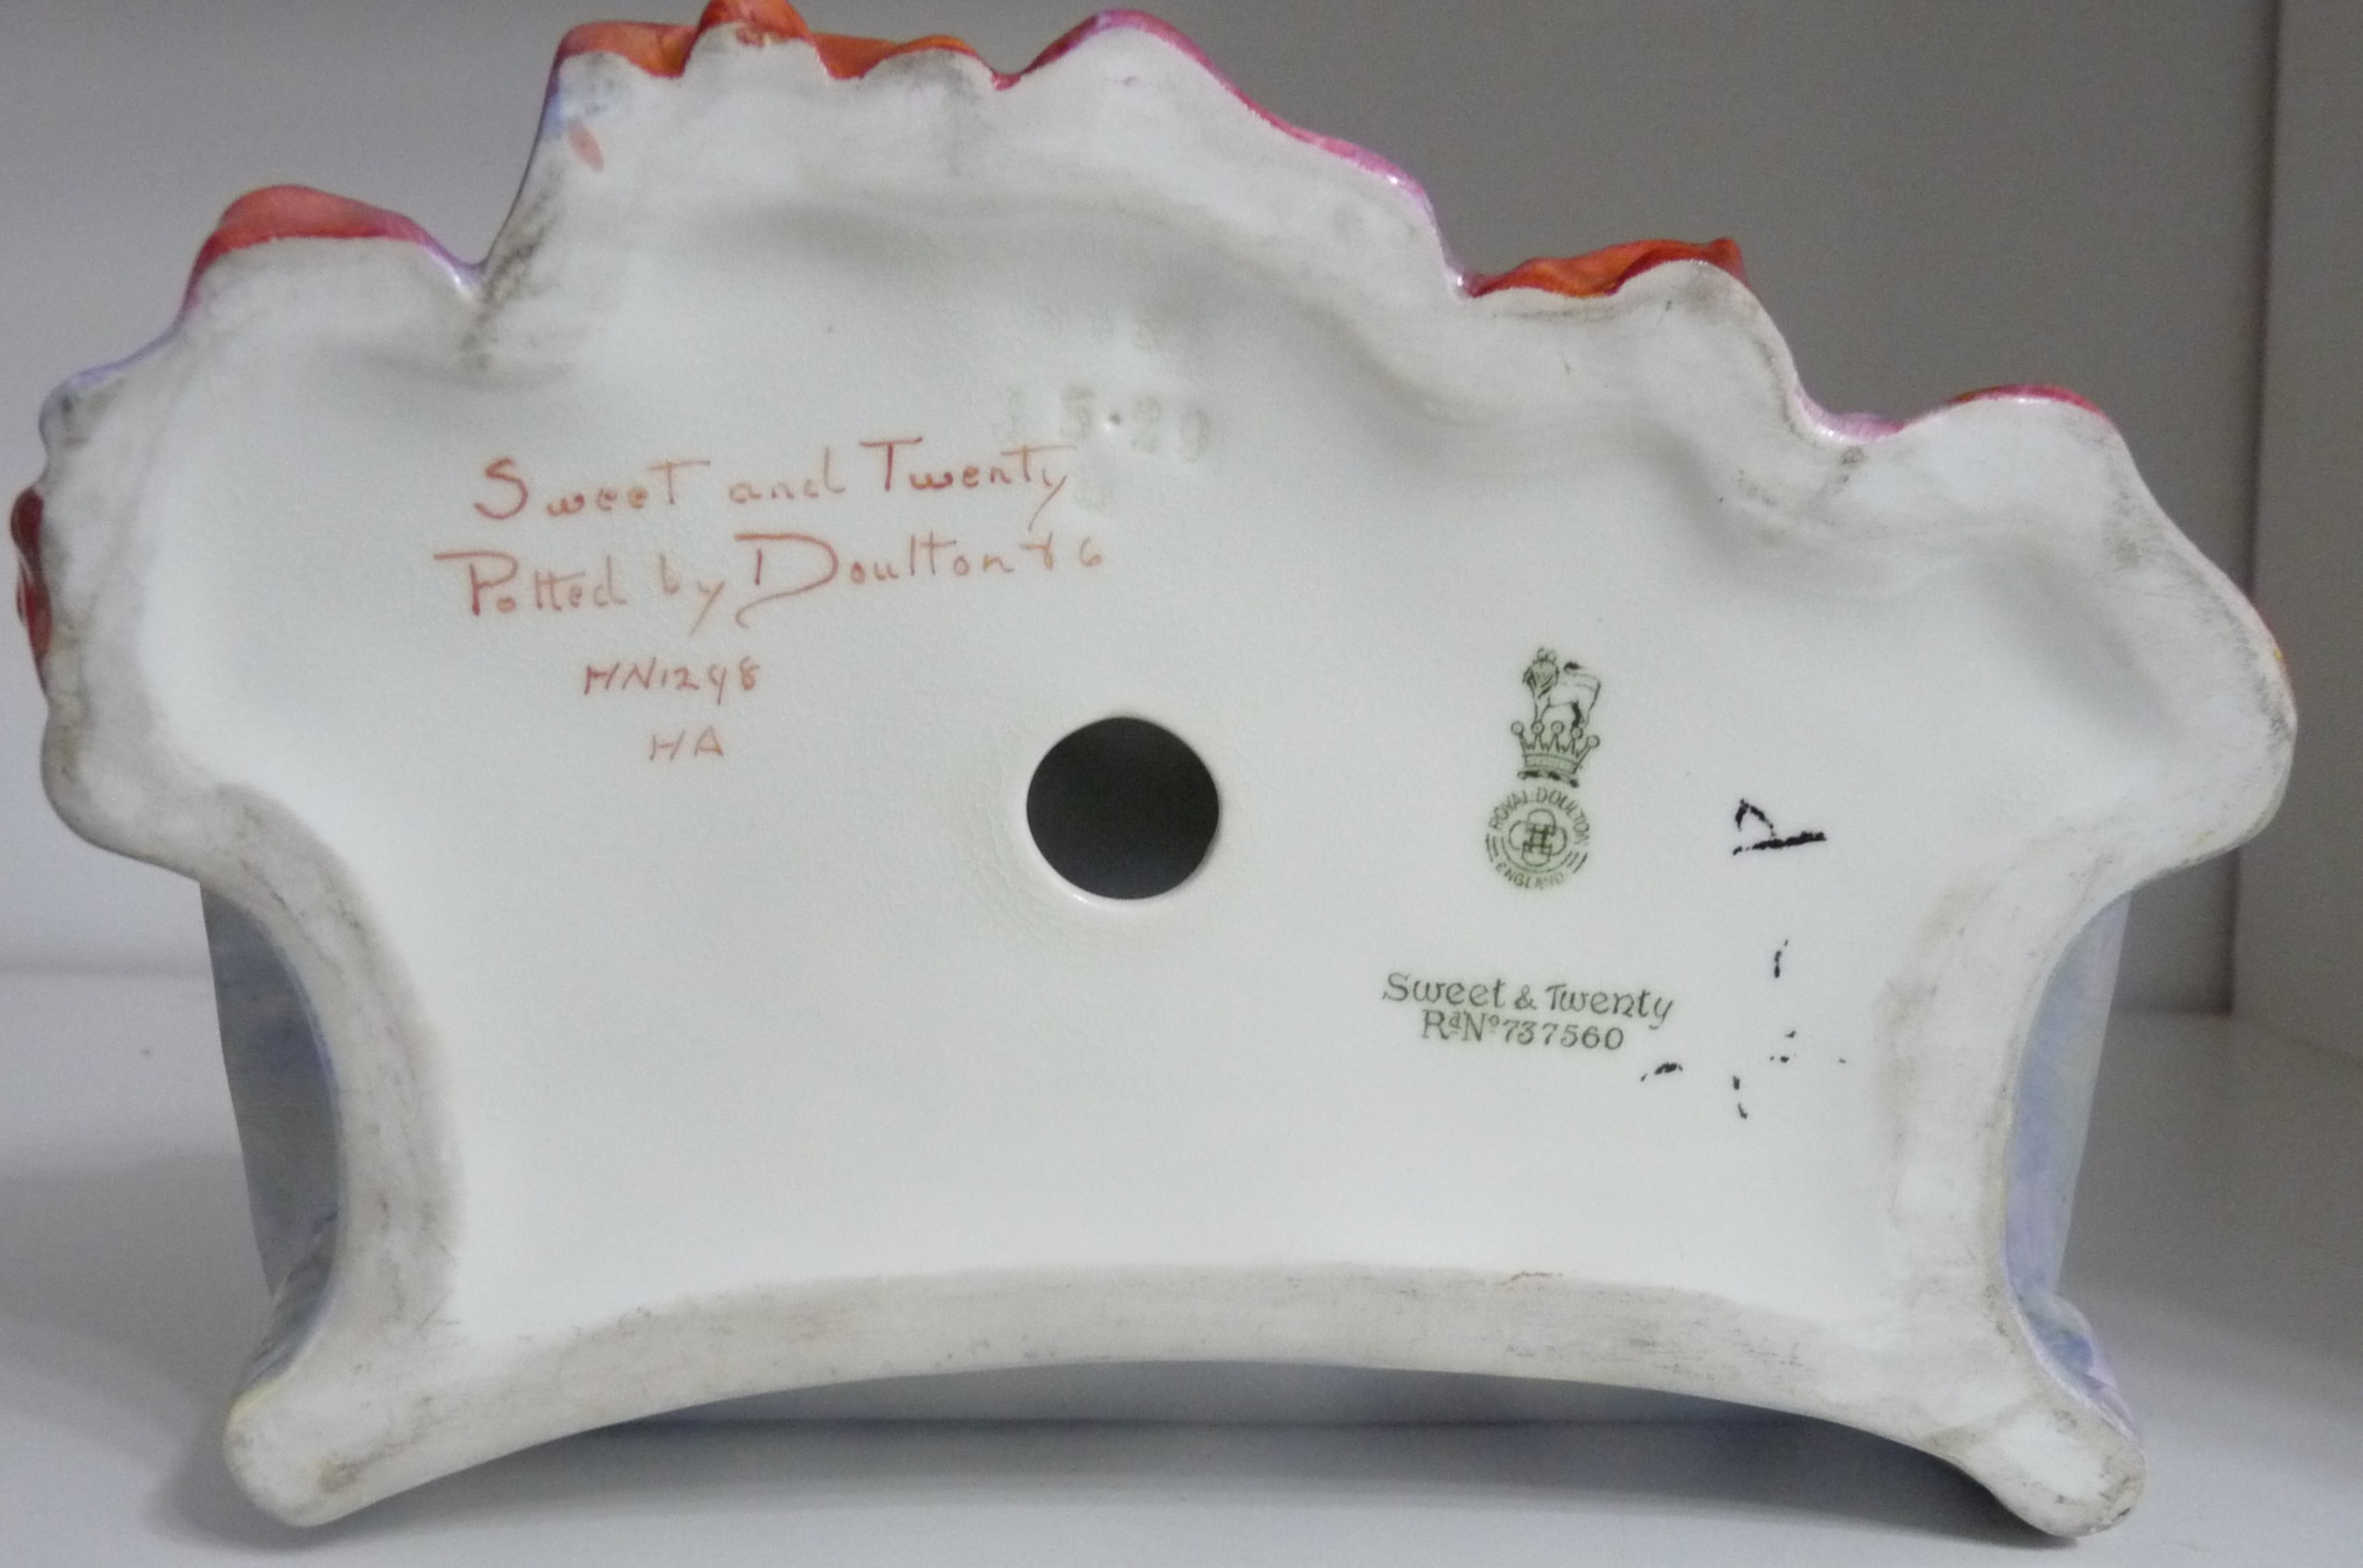 Sweet and Twenty
Potted by Doulton & Co
HN1298
HA
ROYAL DOULTON
ENGLAND
Sweet & Twenty
RdNo737560